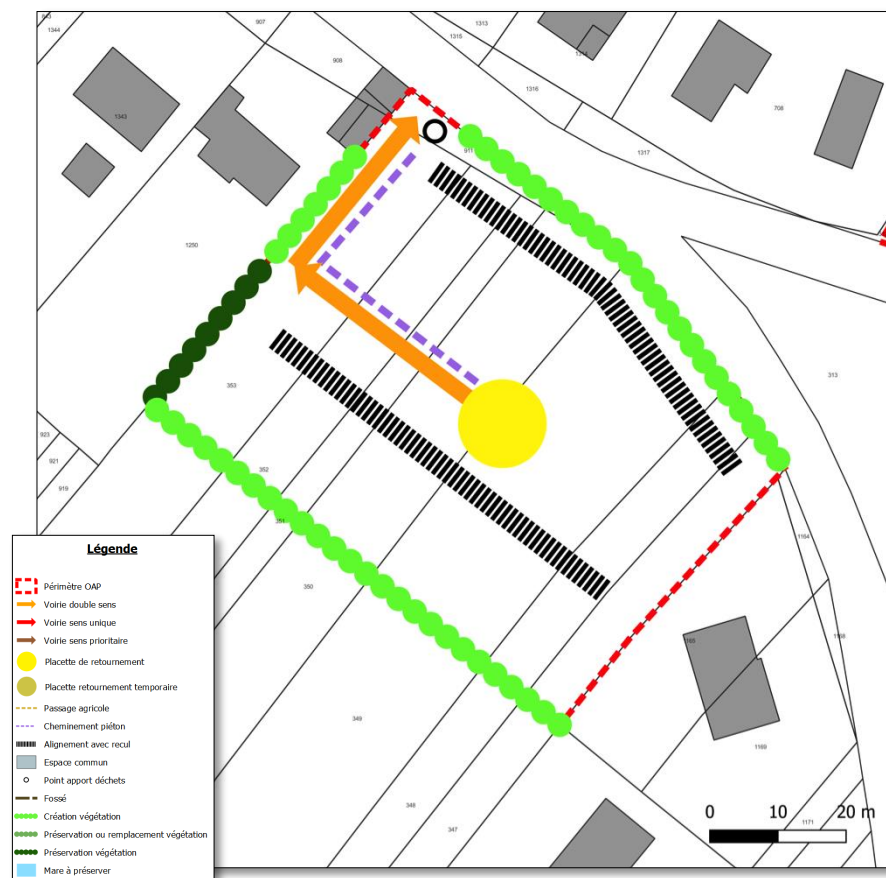 643
1344
907
908
1313
1315
1316
1314
708
1317
1343
911
1250
313
353
923
921
919
352
351
350
349
348
347
1164
1165
1168
1169
1171
Légende
Périmètre OAP
Voirie double sens
Voirie sens unique
Voirie sens prioritaire
Placette de retournement
Placette retournement temporaire
Passage agricole
Cheminement piéton
Alignement avec recul
Espace commun
Point apport déchets
Fossé
Création végétation
Préservation ou remplacement végétation
Préservation végétation
Mare à préserver
0 10 20 m